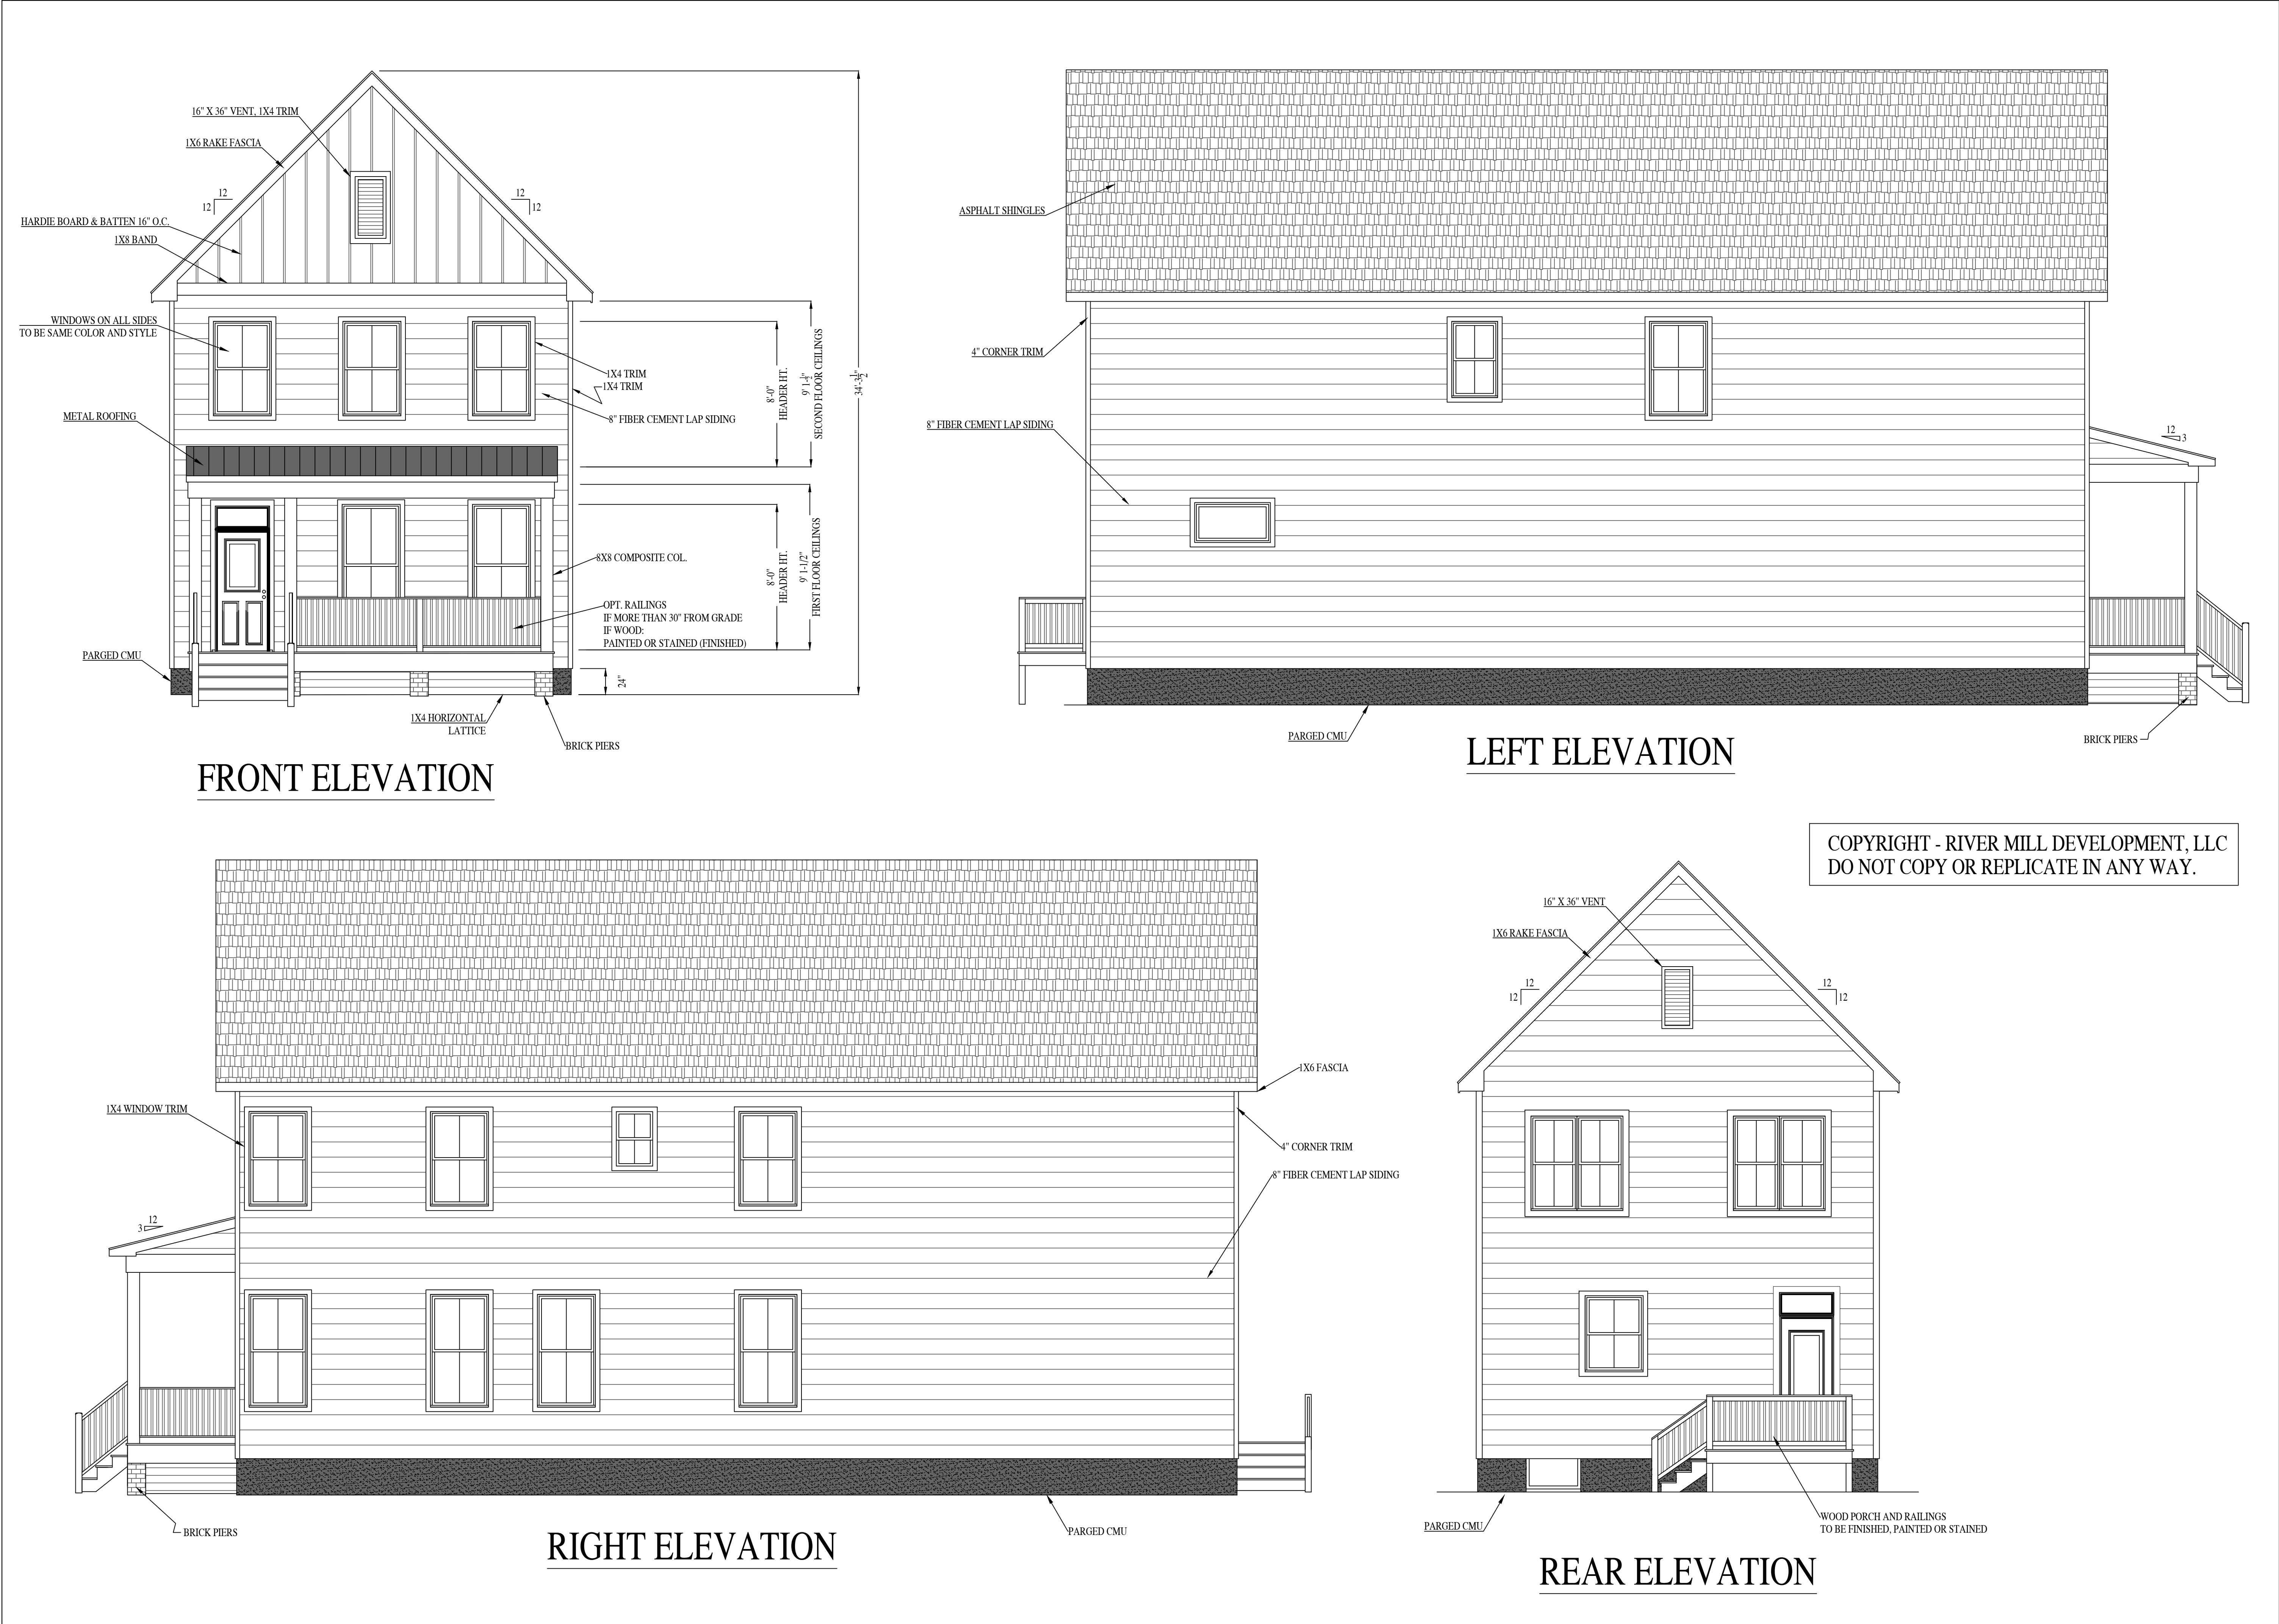 16" X 36" VENT, 1X4 TRIM
1X6 RAKE FASCIA
12
12
12
12
HARDIE BOARD & BATTEN 16" O.C.
1X8 BAND
WINDOWS ON ALL SIDES
TO BE SAME COLOR AND STYLE
METAL ROOFING
PARGED CMU
1X4 TRIM
1X4 TRIM
8" FIBER CEMENT LAP SIDING
8'-0"
HEADER HT.
9' 1-1/2"
SECOND FLOOR CEILINGS
34'-3 1/2"
8X8 COMPOSITE COL.
8'-0"
HEADER HT.
9' 1-1/2"
FIRST FLOOR CEILINGS
OPT. RAILINGS
IF MORE THAN 30" FROM GRADE
IF WOOD:
PAINTED OR STAINED (FINISHED)
24"
1X4 HORIZONTAL
LATTICE
BRICK PIERS
FRONT ELEVATION
ASPHALT SHINGLES
4" CORNER TRIM
8" FIBER CEMENT LAP SIDING
12
3
PARGED CMU
BRICK PIERS
LEFT ELEVATION
COPYRIGHT - RIVER MILL DEVELOPMENT, LLC
DO NOT COPY OR REPLICATE IN ANY WAY.
1X4 WINDOW TRIM
12
3
1X6 FASCIA
4" CORNER TRIM
8" FIBER CEMENT LAP SIDING
BRICK PIERS
PARGED CMU
RIGHT ELEVATION
16" X 36" VENT
1X6 RAKE FASCIA
12
12
12
12
PARGED CMU
WOOD PORCH AND RAILINGS
TO BE FINISHED, PAINTED OR STAINED
REAR ELEVATION